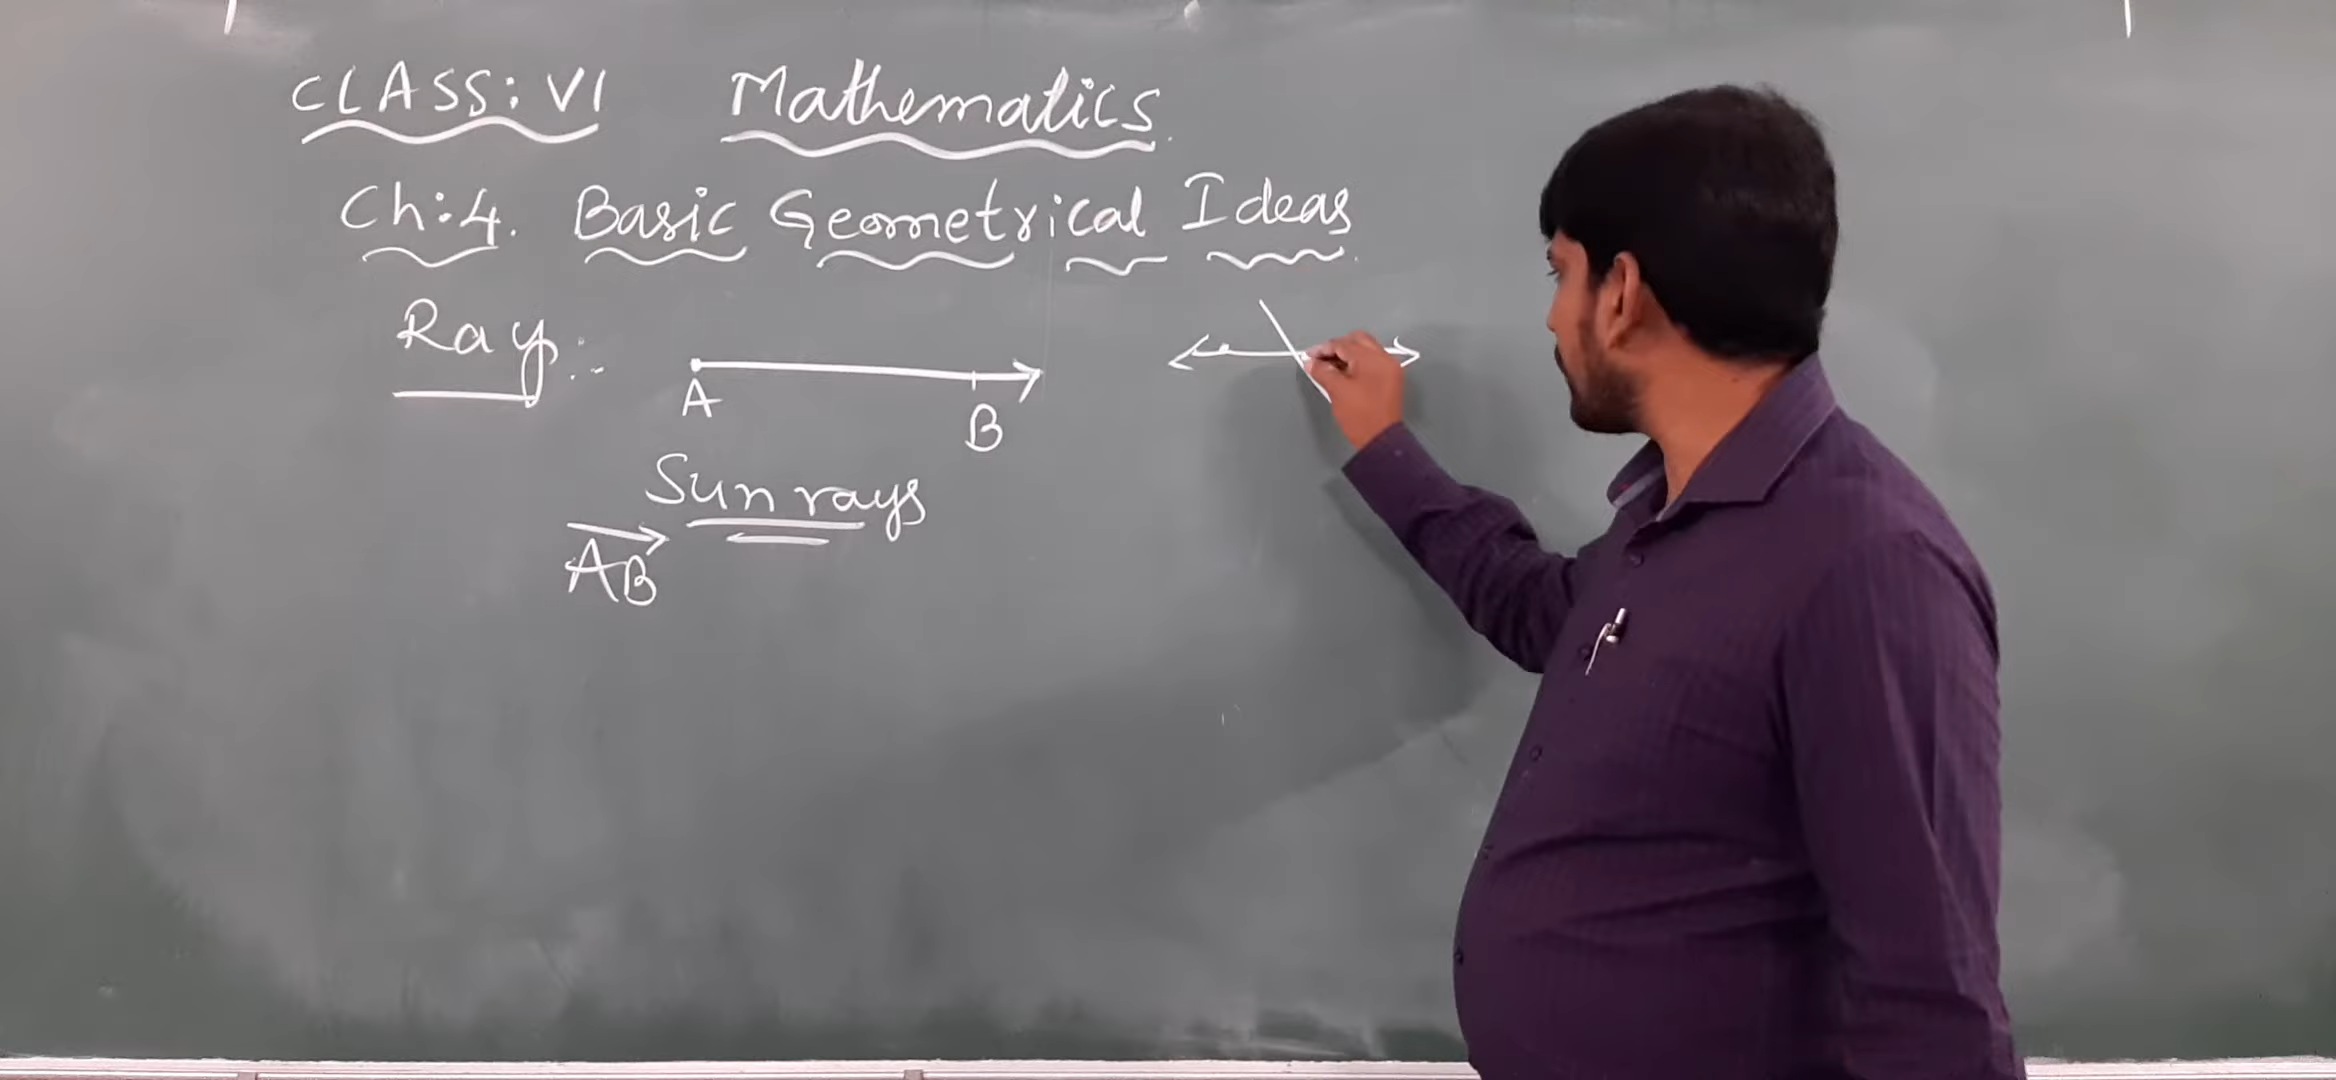 CLASS: VI Mathematics
Ch:4. Basic Geometrical Ideas
Ray:-
A B
Sun rays
AB